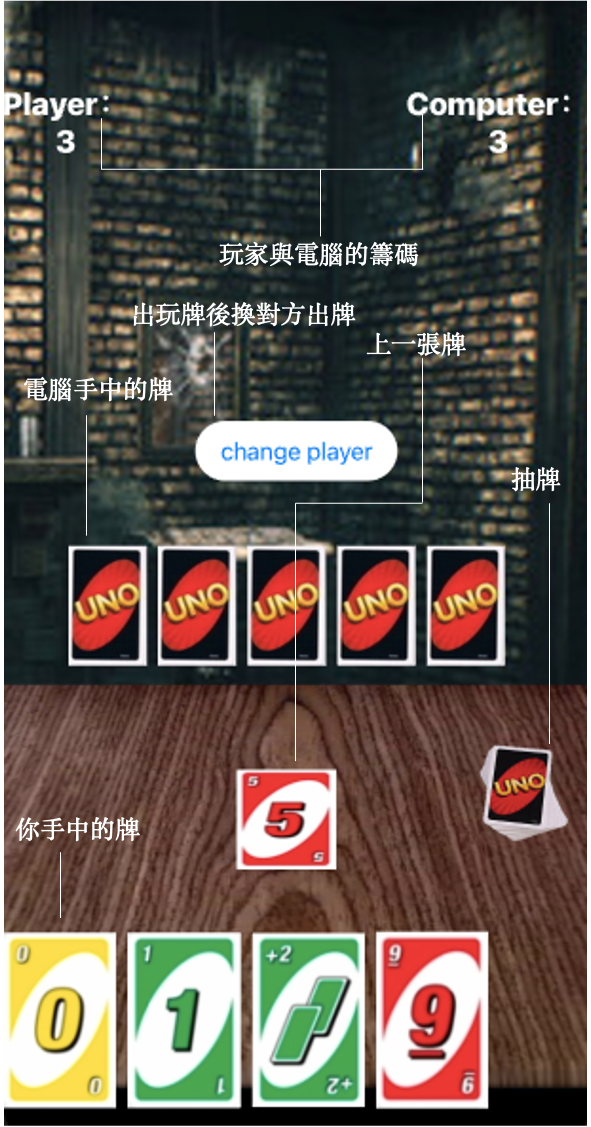 Player:
3
Computer:
3
玩家與電腦的籌碼
出玩牌後換對方出牌
上一張牌
電腦手中的牌
change player
抽牌
UNO
UNO
UNO
UNO
UNO
UNO
5
5
5
你手中的牌
0
0
0
1
1
1
+2
+2
9
9
9